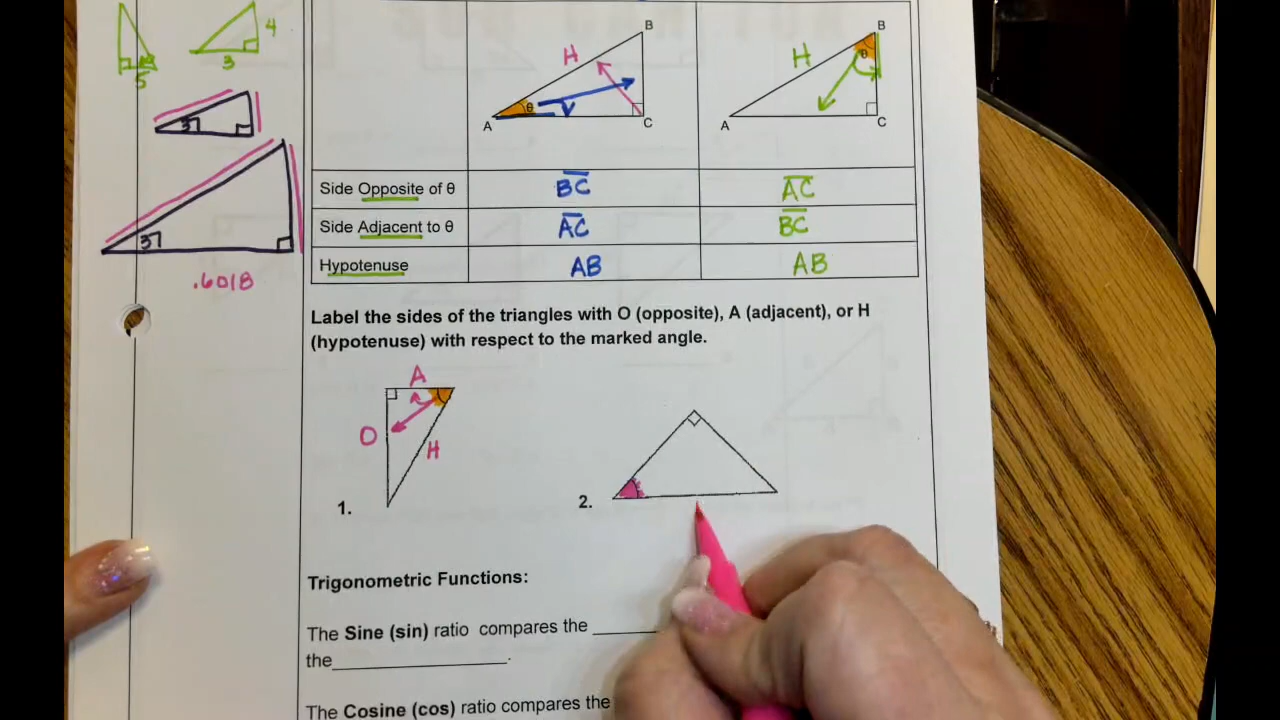 4
3
5
37
37
.6018
B
H
θ
A
C
B
H
θ
A
C
Side Opposite of θ BC AC
Side Adjacent to θ AC BC
Hypotenuse AB AB
Label the sides of the triangles with O (opposite), A (adjacent), or H
(hypotenuse) with respect to the marked angle.
A
O
H
1.
2.
Trigonometric Functions:
The Sine (sin) ratio compares the
the
The Cosine (cos) ratio compares the